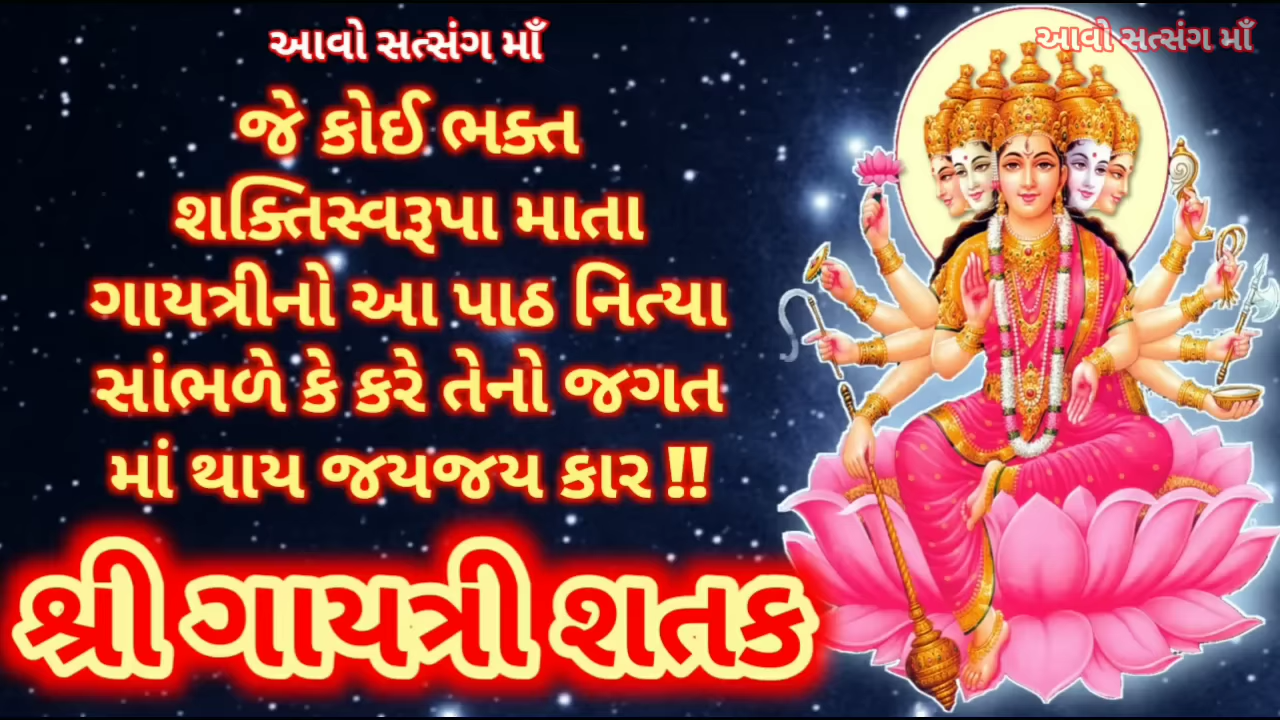 આવો સત્સંગ માઁ
આવો સત્સંગ માઁ
જે કોઈ ભક્ત
શક્તિસ્વરૂપા માતા
ગાયત્રીનો આ પાઠ નિત્યા
સાંભળે કે કરે તેનો જગત
માં થાય જયજય કાર !!
શ્રી ગાયત્રી શતક